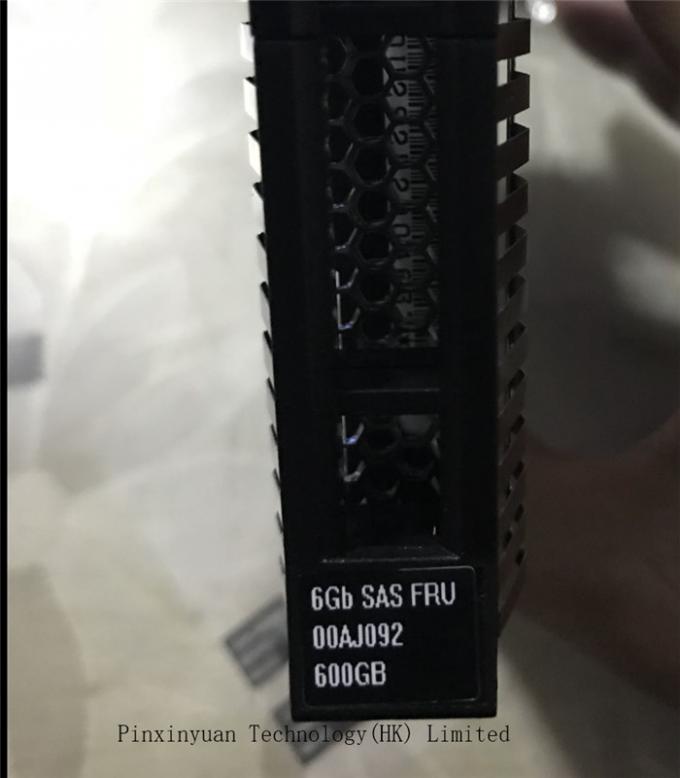 6Gb SAS FRU
00AJ092
600GB
Pinxinyuan Technology(HK) Limited